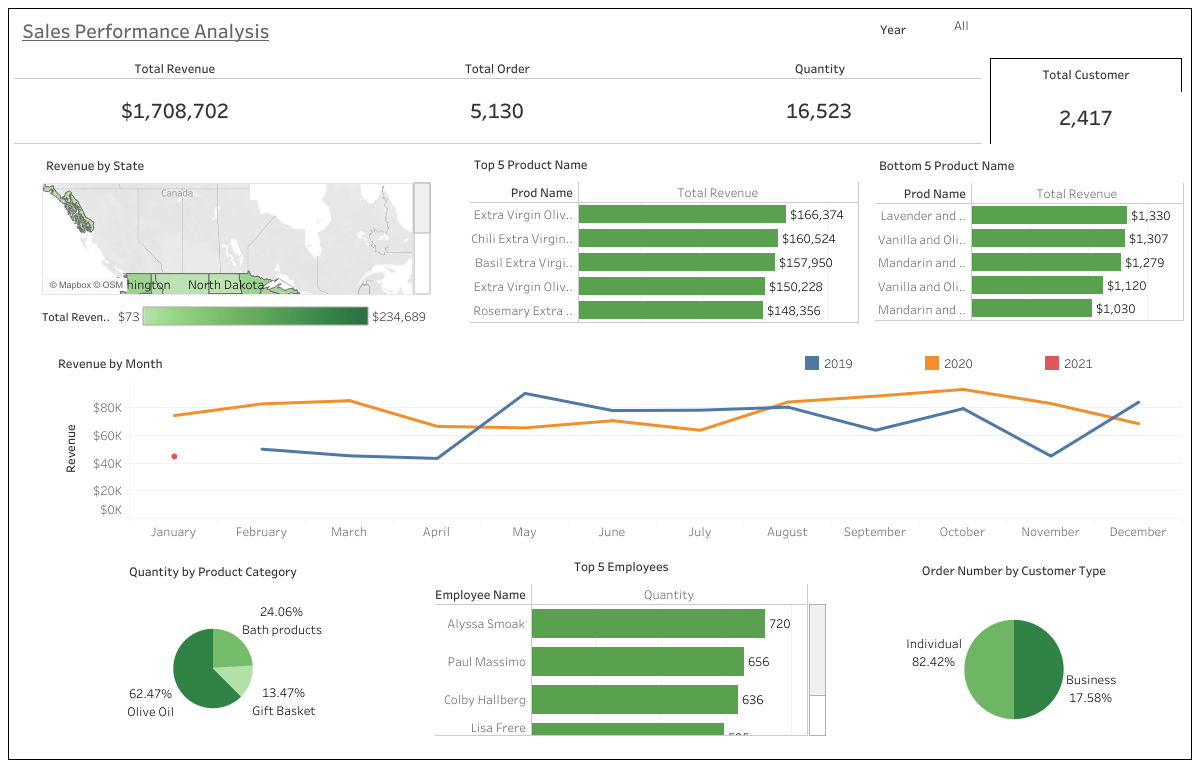 Sales Performance Analysis
Year All
Total Revenue
Total Order
Quantity
Total Customer
$1,708,702
5,130
16,523
2,417
Revenue by State
Canada
© Mapbox © OSM
hington
North Dakota
Total Reven.. $73 $234,689
Top 5 Product Name
Prod Name Total Revenue
Extra Virgin Oliv.. $166,374
Chili Extra Virgin.. $160,524
Basil Extra Virgi.. $157,950
Extra Virgin Oliv.. $150,228
Rosemary Extra .. $148,356
Bottom 5 Product Name
Prod Name Total Revenue
Lavender and .. $1,330
Vanilla and Oli.. $1,307
Mandarin and .. $1,279
Vanilla and Oli.. $1,120
Mandarin and .. $1,030
Revenue by Month
2019 2020 2021
Revenue
$80K
$60K
$40K
$20K
$0K
January February March April May June July August September October November December
Quantity by Product Category
24.06%
Bath products
13.47%
Gift Basket
62.47%
Olive Oil
Top 5 Employees
Employee Name Quantity
Alyssa Smoak 720
Paul Massimo 656
Colby Hallberg 636
Lisa Frere
Order Number by Customer Type
Individual
82.42%
Business
17.58%